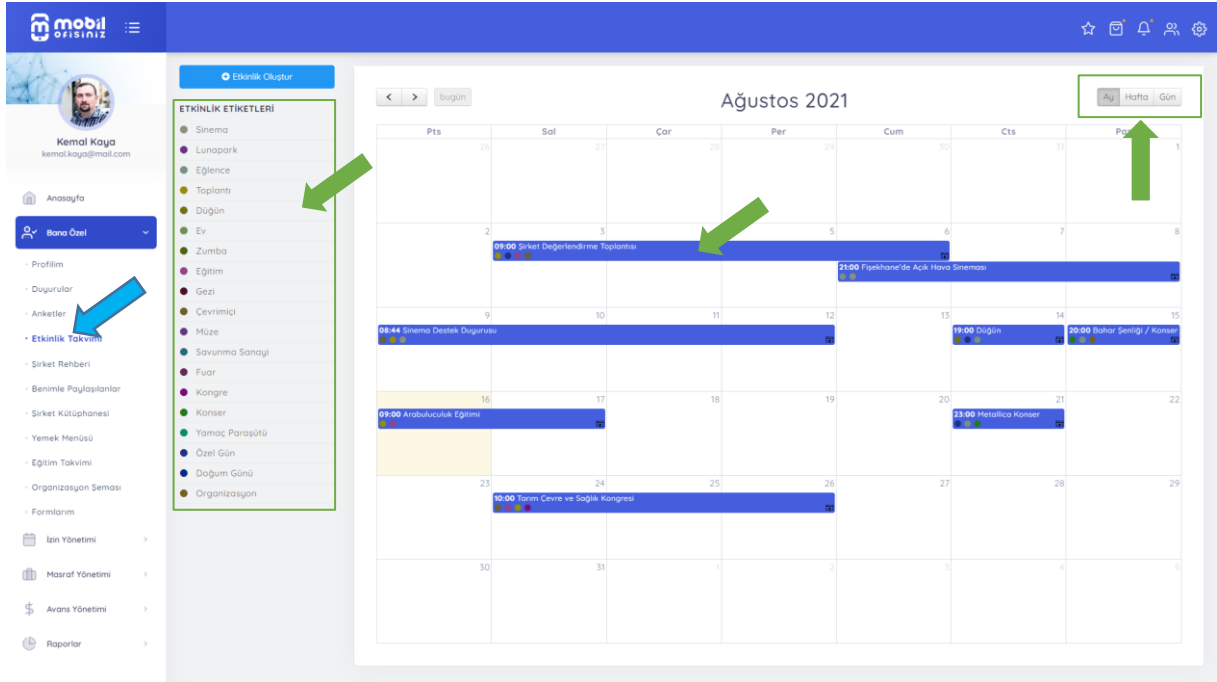 mobil
OFİSİNİZ
Kemal Kaya
kemal.kaya@mail.com
Anasayfa
Bana Özel
Profilim
Duyurular
Anketler
Etkinlik Takvimi
Şirket Rehberi
Benimle Paylaşılanlar
Şirket Kütüphanesi
Yemek Menüsü
Eğitim Takvimi
Organizasyon Şeması
Formlarım
İzin Yönetimi
Masraf Yönetimi
Avans Yönetimi
Raporlar
Etkinlik Oluştur
ETKİNLİK ETİKETLERİ
Sinema
Lunapark
Eğlence
Toplantı
Düğün
Ev
Zumba
Eğitim
Gezi
Çevrimiçi
Müze
Savunma Sanayi
Fuar
Kongre
Konser
Yamaç Paraşütü
Özel Gün
Doğum Günü
Organizasyon
bugün
Ağustos 2021
Ay Hafta Gün
Pts Sal Çar Per Cum Cts Paz
26 27 28 29 30 31 1
2 3 5 6 7 8
09:00 Şirket Değerlendirme Toplantısı
21:00 Fişekhane'de Açık Hava Sineması
9 10 11 12 13 14 15
08:44 Sinema Destek Duyurusu 19:00 Düğün 20:00 Bahar Şenliği / Konser
16 17 18 19 20 21 22
09:00 Arabuluculuk Eğitimi 23:00 Metallica Konser
23 24 25 26 27 28 29
10:00 Tarım Çevre ve Sağlık Kongresi
30 31 1 2 3 4 5